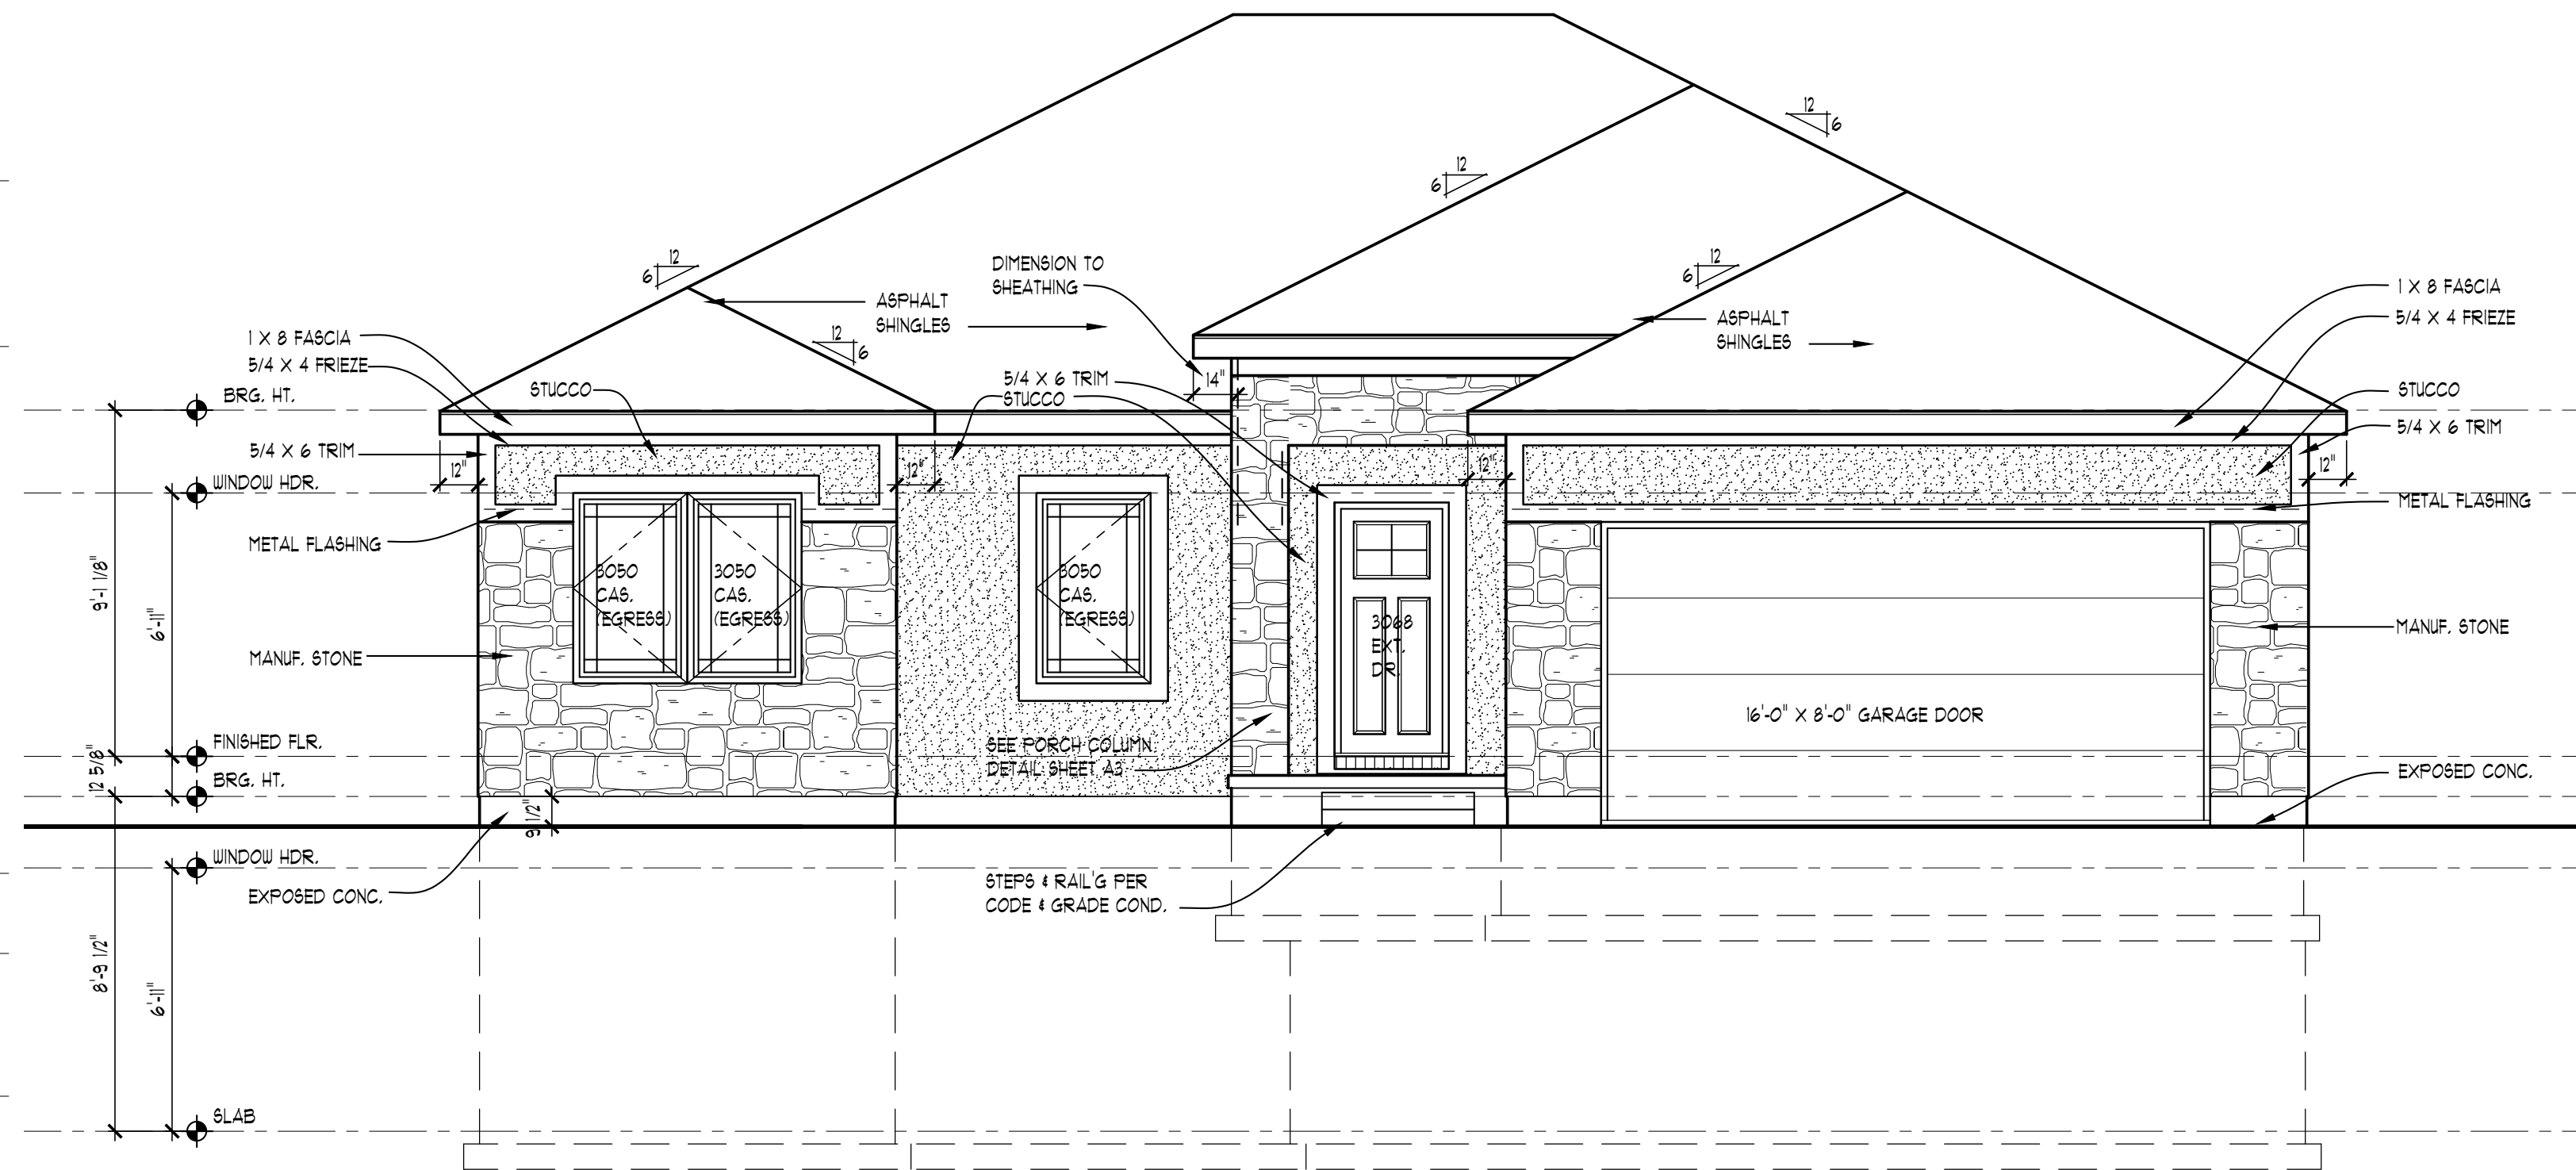 12
6
12
6
12
6
12
6
12
6
DIMENSION TO
SHEATHING
ASPHALT
SHINGLES
ASPHALT
SHINGLES
1 X 8 FASCIA
5/4 X 4 FRIEZE
1 X 8 FASCIA
5/4 X 4 FRIEZE
STUCCO
5/4 X 6 TRIM
STUCCO
14"
STUCCO
5/4 X 6 TRIM
BRG. HT.
5/4 X 6 TRIM
12"
12"
12"
12"
WINDOW HDR.
METAL FLASHING
METAL FLASHING
3050
CAS.
(EGRESS)
3050
CAS.
(EGRESS)
3050
CAS.
(EGRESS)
3068
EXT.
DR.
9'-1 1/8"
6'-11"
MANUF. STONE
MANUF. STONE
16'-0" X 8'-0" GARAGE DOOR
SEE PORCH COLUMN
DETAIL SHEET A3
FINISHED FLR.
12 5/8"
BRG. HT.
9 1/2"
EXPOSED CONC.
WINDOW HDR.
EXPOSED CONC.
STEPS & RAIL'G PER
CODE & GRADE COND.
8'-9 1/2"
6'-11"
SLAB